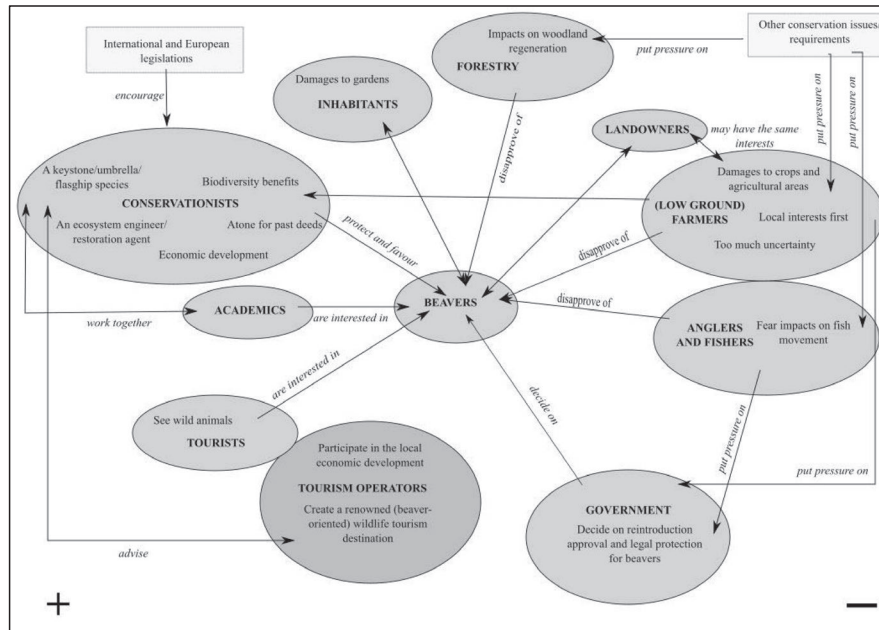 International and European
legislations
encourage
Impacts on woodland
regeneration
FORESTRY
put pressure on
Other conservation issues/
requirements
Damages to gardens
INHABITANTS
disapprove of
LANDOWNERS
may have the same
interests
put pressure on
put pressure on
A keystone/umbrella/
flagship species
Biodiversity benefits
CONSERVATIONISTS
An ecosystem engineer/
restoration agent
Atone for past deeds
Economic development
protect and favour
Damages to crops and
agricultural areas
(LOW GROUND)
FARMERS
Local interests first
Too much uncertainty
disapprove of
BEAVERS
disapprove of
ACADEMICS
are interested in
work together
ANGLERS
AND FISHERS
Fear impacts on fish
movement
are interested in
decide on
put pressure on
See wild animals
TOURISTS
Participate in the local
economic development
TOURISM OPERATORS
Create a renowned (beaver-
oriented) wildlife tourism
destination
put pressure on
GOVERNMENT
Decide on reintroduction
approval and legal protection
for beavers
advise
+
−